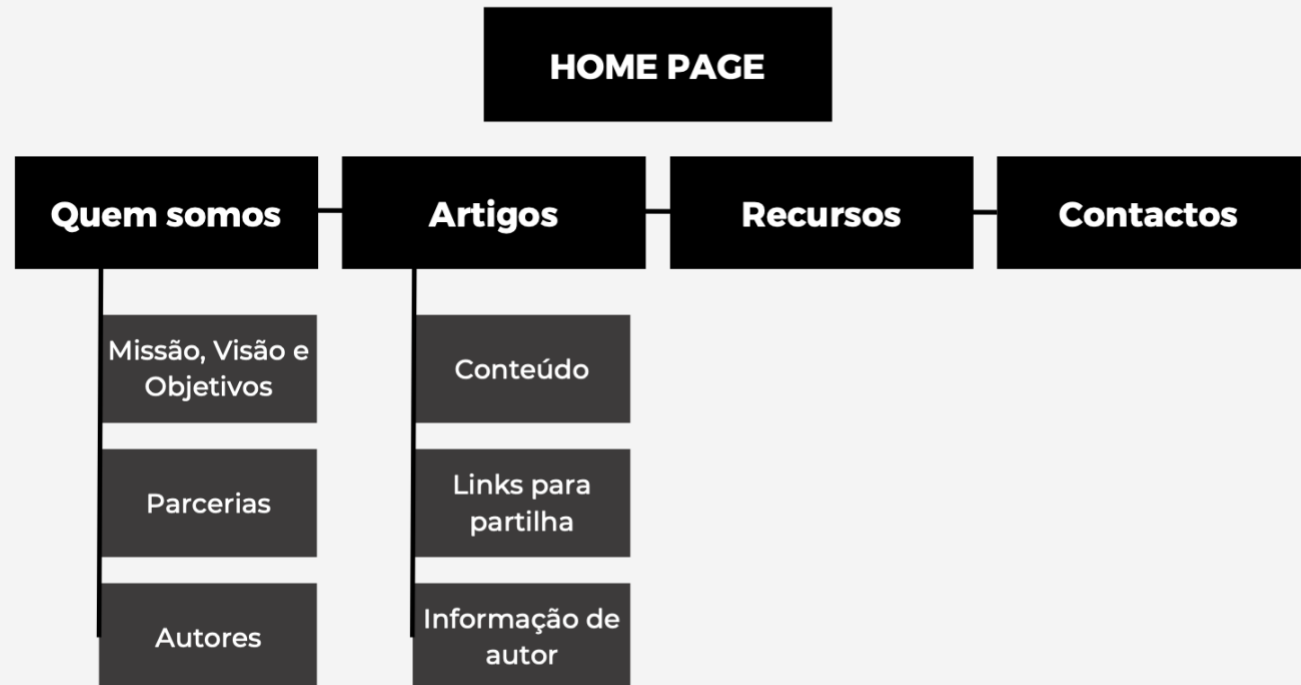 HOME PAGE
Quem somos
Artigos
Recursos
Contactos
Missão, Visão e
Objetivos
Parcerias
Autores
Conteúdo
Links para
partilha
Informação de
autor